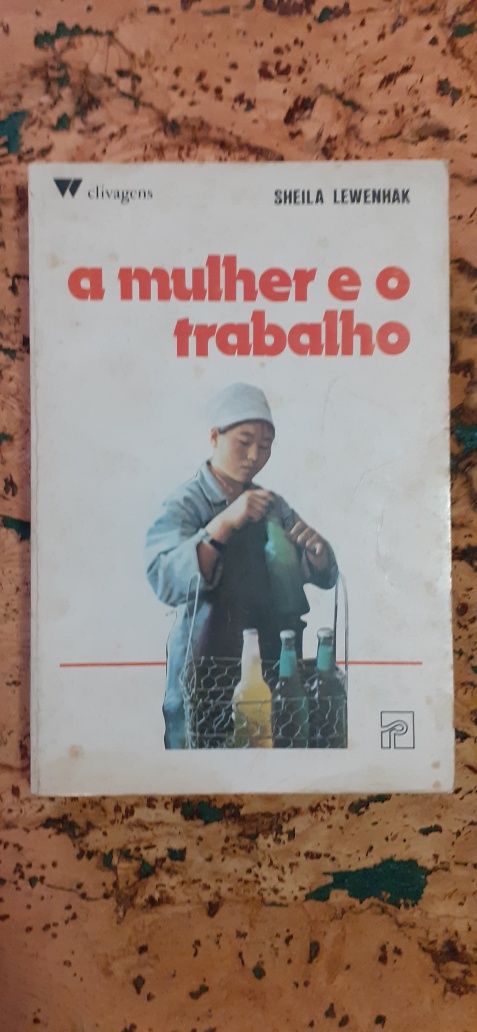 clivagens
SHEILA LEWENHAK
a mulher e o
trabalho